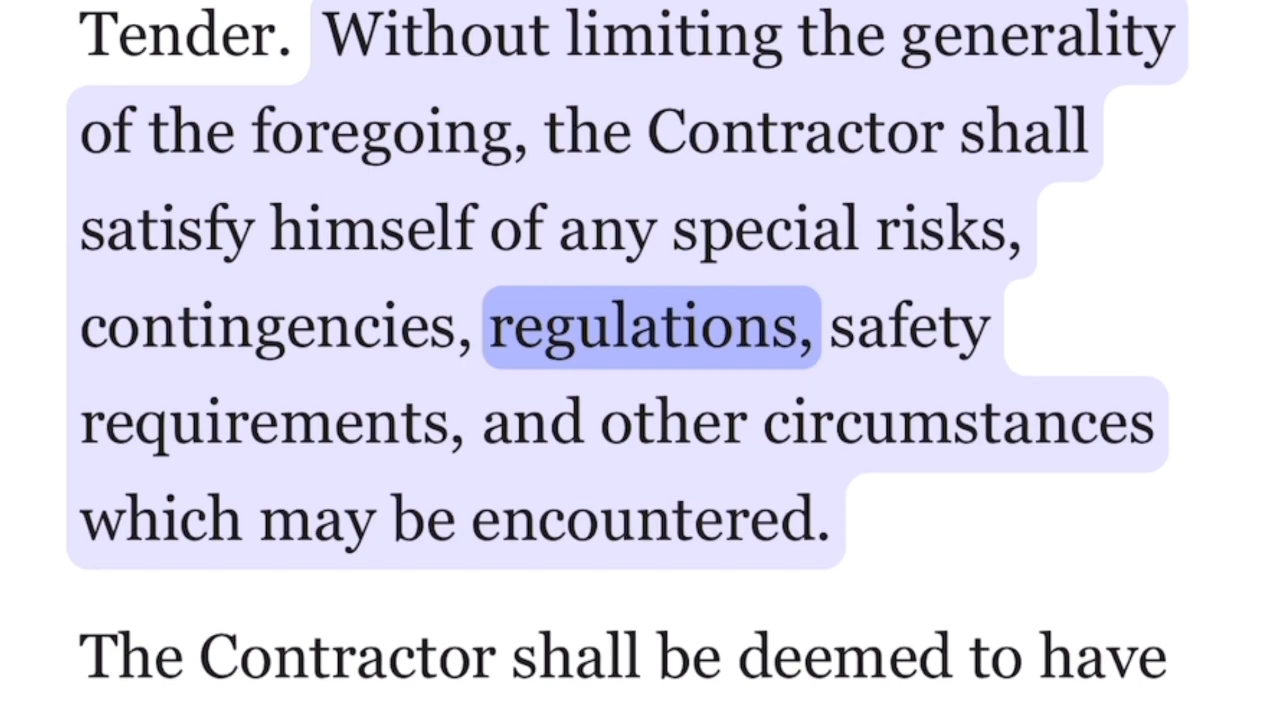 Tender. Without limiting the generality
of the foregoing, the Contractor shall
satisfy himself of any special risks,
contingencies, regulations, safety
requirements, and other circumstances
which may be encountered.
The Contractor shall be deemed to have